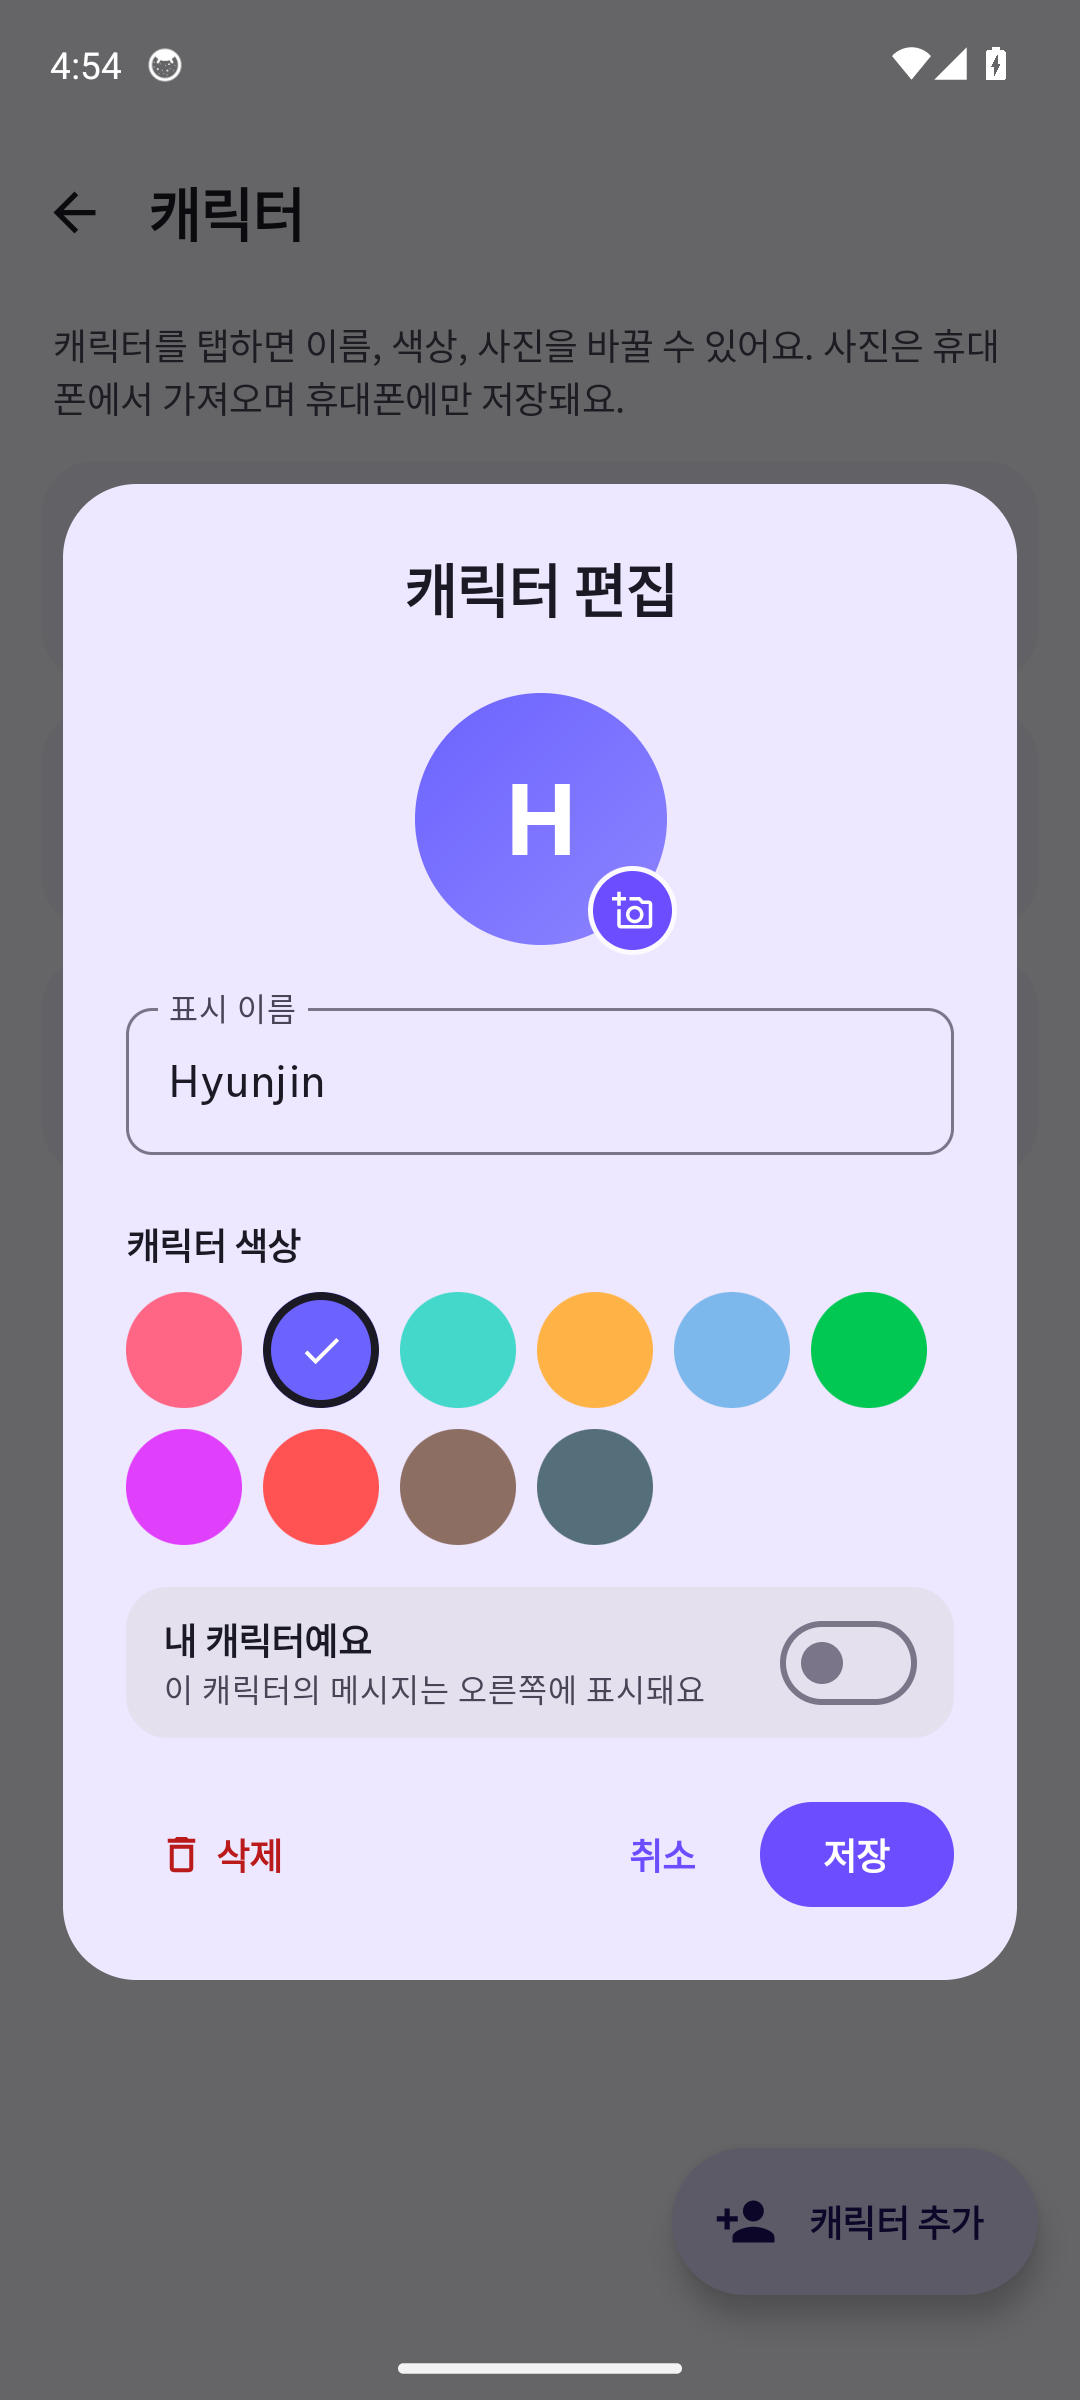 4:54
캐릭터
캐릭터를 탭하면 이름, 색상, 사진을 바꿀 수 있어요. 사진은 휴대
폰에서 가져오며 휴대폰에만 저장돼요.
캐릭터 편집
H
표시 이름
Hyunjin
캐릭터 색상
내 캐릭터예요
이 캐릭터의 메시지는 오른쪽에 표시돼요
삭제
취소
저장
캐릭터 추가